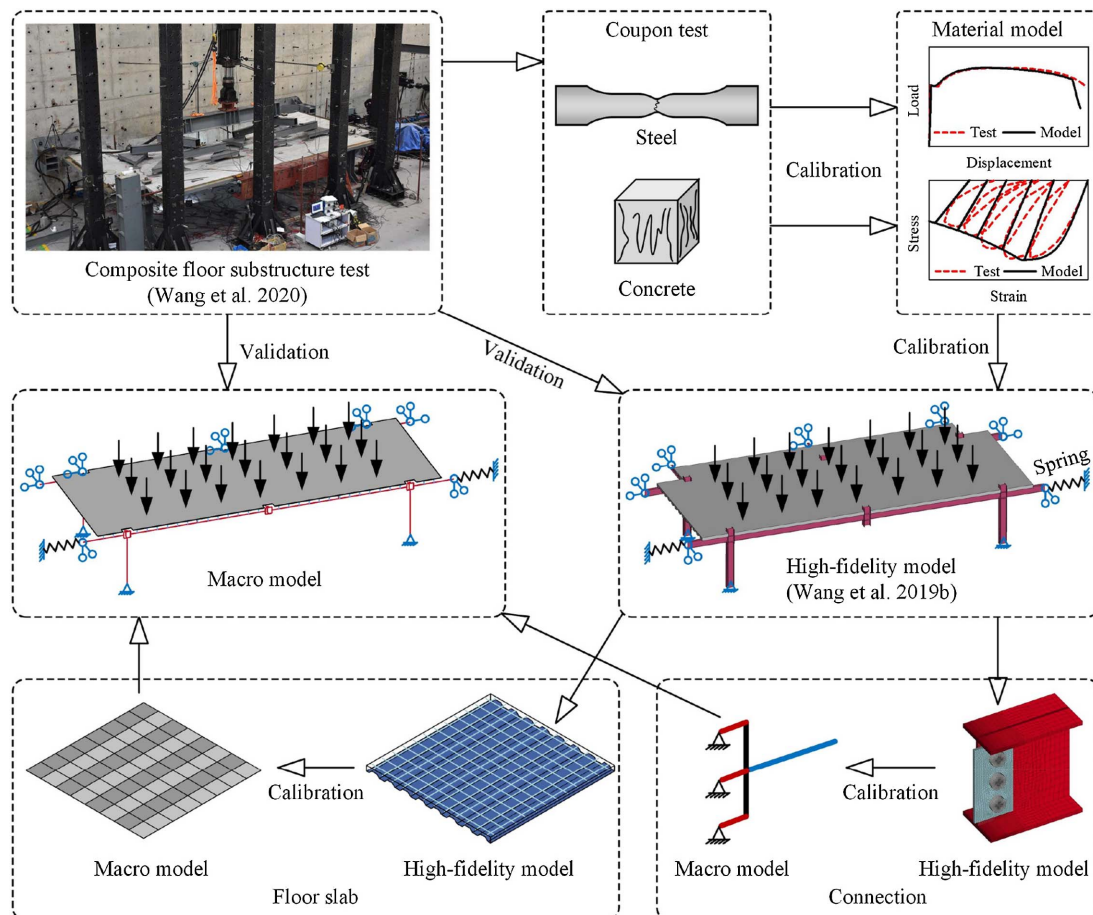 Coupon test
Material model
Steel
Concrete
Calibration
Load
Test
Model
Displacement
Stress
Test
Model
Strain
Composite floor substructure test
(Wang et al. 2020)
Validation
Validation
Calibration
Macro model
Spring
High-fidelity model
(Wang et al. 2019b)
Calibration
Macro model
High-fidelity model
Floor slab
Calibration
Macro model
High-fidelity model
Connection